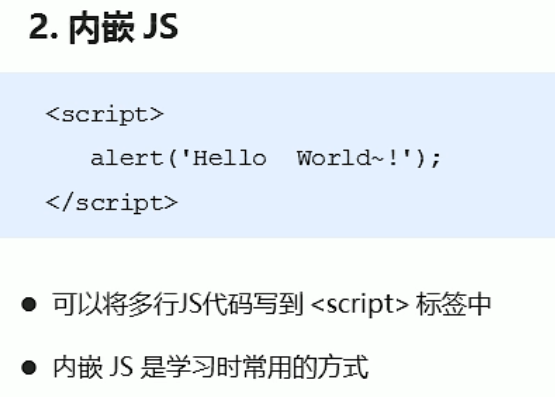 2. 内嵌 JS
<script>
alert('Hello  World~!');
</script>
● 可以将多行JS代码写到 <script> 标签中
● 内嵌 JS 是学习时常用的方式